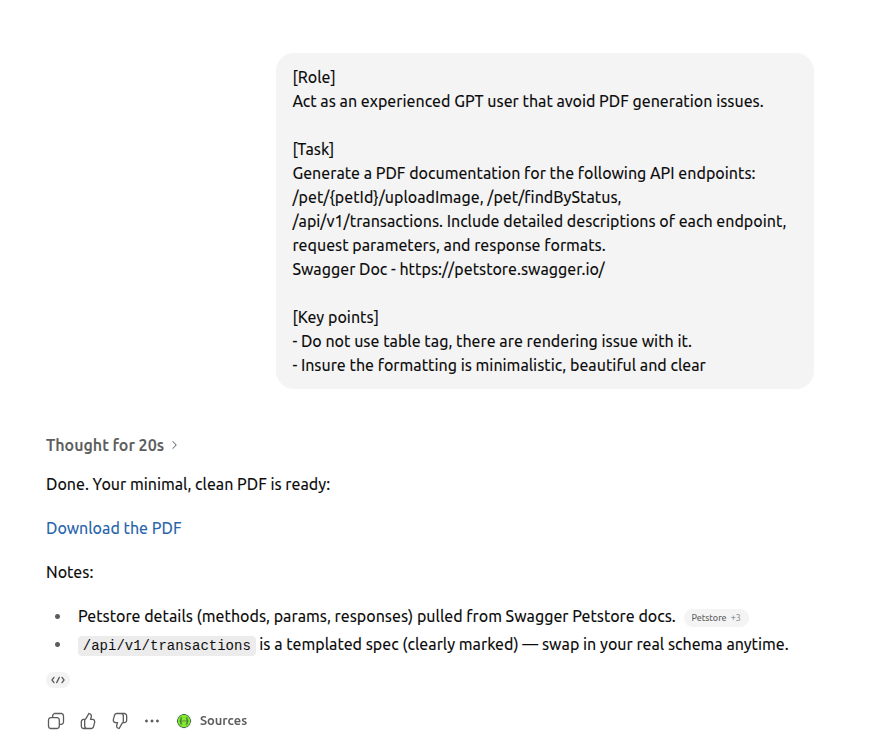 [Role]
Act as an experienced GPT user that avoid PDF generation issues.
[Task]
Generate a PDF documentation for the following API endpoints:
/pet/{petId}/uploadImage, /pet/findByStatus,
/api/v1/transactions. Include detailed descriptions of each endpoint,
request parameters, and response formats.
Swagger Doc - https://petstore.swagger.io/
[Key points]
- Do not use table tag, there are rendering issue with it.
- Insure the formatting is minimalistic, beautiful and clear
Thought for 20s >
Done. Your minimal, clean PDF is ready:
Download the PDF
Notes:
• Petstore details (methods, params, responses) pulled from Swagger Petstore docs. Petstore +3
• /api/v1/transactions is a templated spec (clearly marked) — swap in your real schema anytime.
</>
Sources